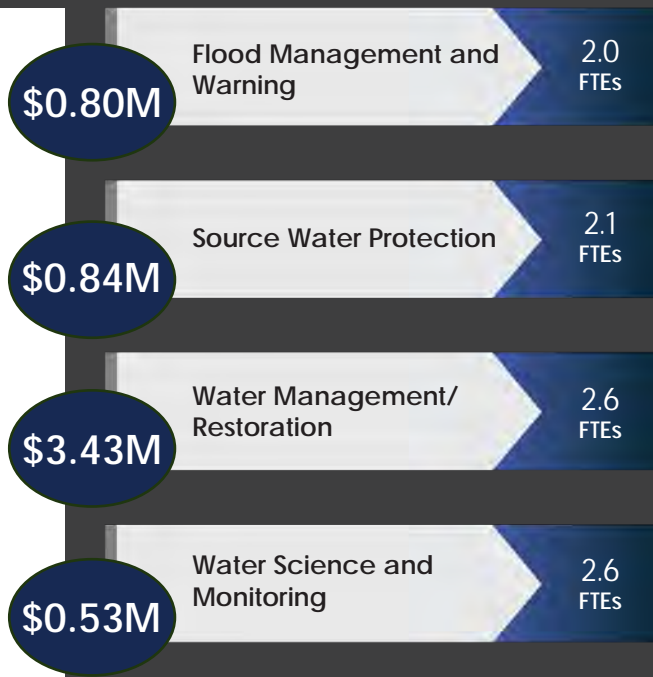 $0.80M
Flood Management and
Warning
2.0
FTEs
$0.84M
Source Water Protection
2.1
FTEs
$3.43M
Water Management/
Restoration
2.6
FTEs
$0.53M
Water Science and
Monitoring
2.6
FTEs